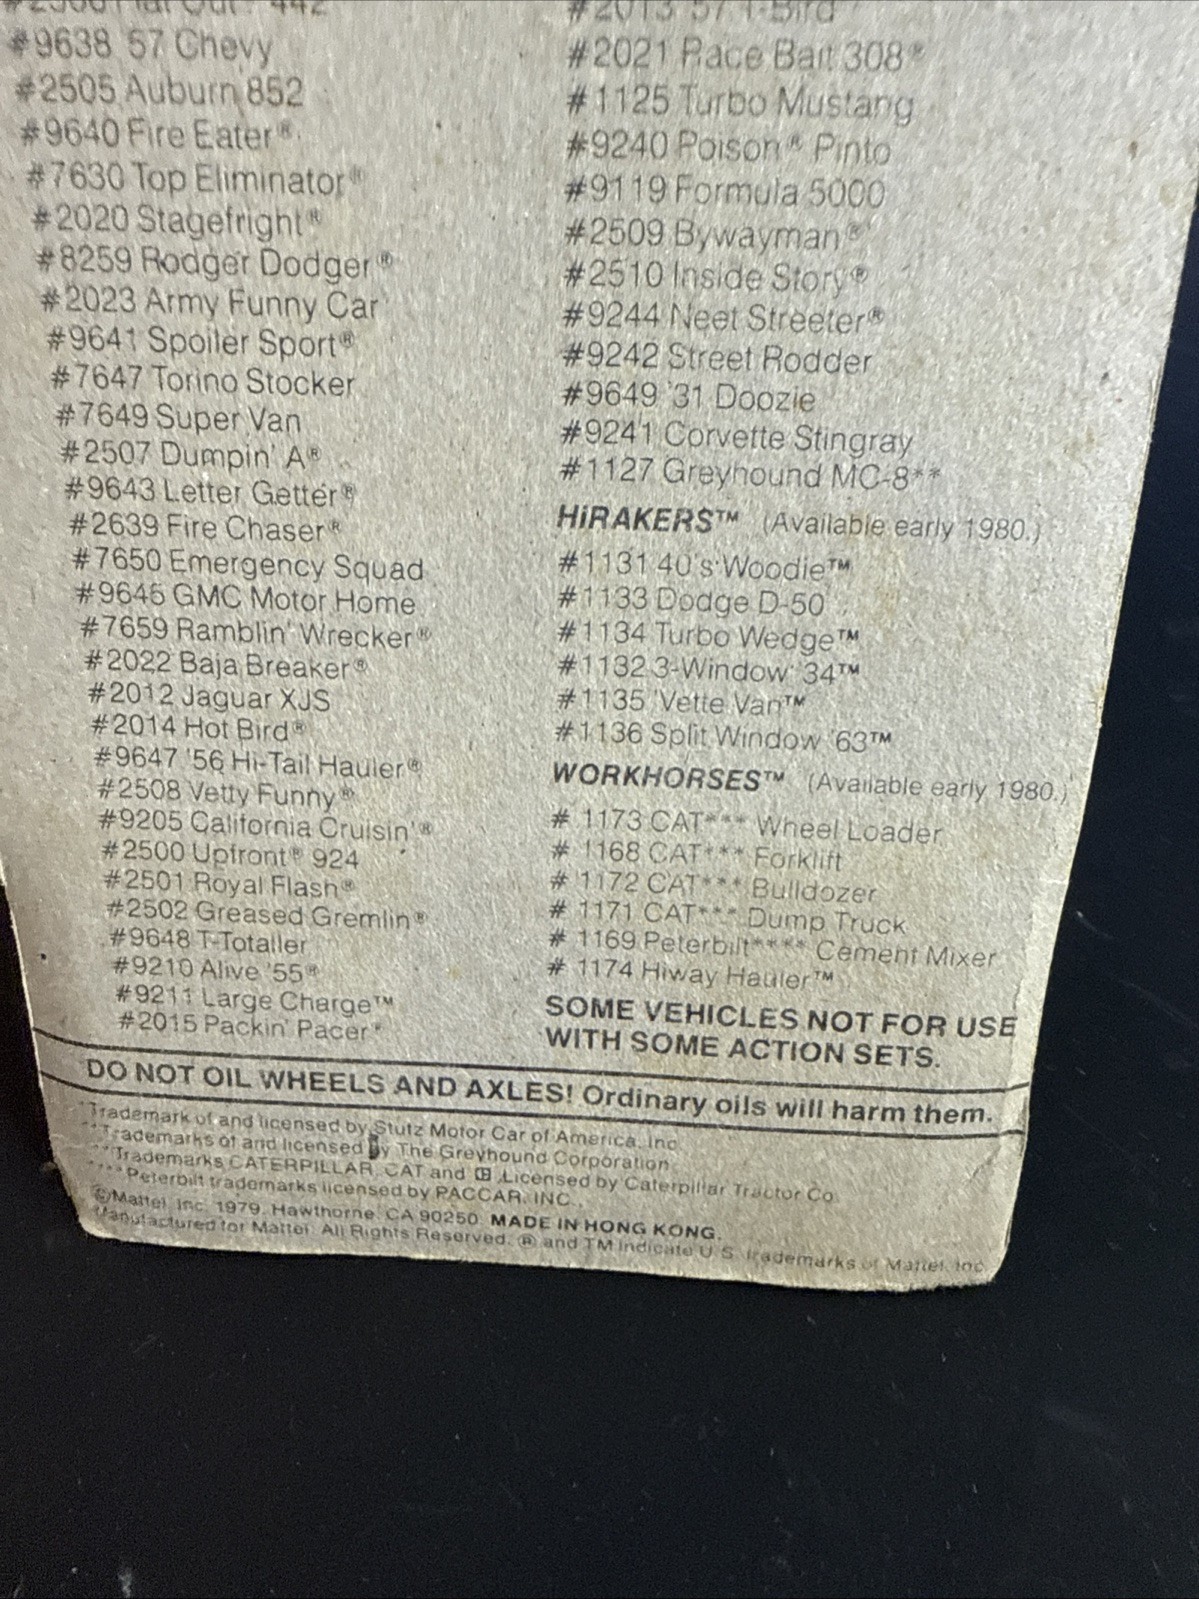 442
#9638 57 Chevy
#2505 Auburn 852
#9640 Fire Eater®
#7630 Top Eliminator®
#2020 Stagefright®
#8259 Rodger Dodger®
#2023 Army Funny Car
#9641 Spoiler Sport®
#7647 Torino Stocker
#7649 Super Van
#2507 Dumpin' A®
#9643 Letter Getter®
#2639 Fire Chaser®
#7650 Emergency Squad
#9645 GMC Motor Home
#7659 Ramblin' Wrecker®
#2022 Baja Breaker®
#2012 Jaguar XJS
#2014 Hot Bird®
#9647 '56 Hi-Tail Hauler®
#2508 Vetty Funny®
#9205 California Cruisin'®
#2500 Upfront® 924
#2501 Royal Flash®
#2502 Greased Gremlin®
#9648 T-Totaller
#9210 Alive '55®
#9211 Large Charge™
#2015 Packin' Pacer®
#2013 57 T-Bird
#2021 Race Bait 308®
#1125 Turbo Mustang
#9240 Poison® Pinto
#9119 Formula 5000
#2509 Bywayman®
#2510 Inside Story®
#9244 Neet Streeter®
#9242 Street Rodder
#9649 '31 Doozie
#9241 Corvette Stingray
#1127 Greyhound MC-8**
HiRAKERS™ (Available early 1980.)
#1131 40's Woodie™
#1133 Dodge D-50
#1134 Turbo Wedge™
#1132 3-Window '34™
#1135 'Vette Van™
#1136 Split Window '63™
WORKHORSES™ (Available early 1980.)
# 1173 CAT*** Wheel Loader
# 1168 CAT*** Forklift
# 1172 CAT*** Bulldozer
# 1171 CAT*** Dump Truck
# 1169 Peterbilt**** Cement Mixer
# 1174 Hiway Hauler™
SOME VEHICLES NOT FOR USE
WITH SOME ACTION SETS.
DO NOT OIL WHEELS AND AXLES! Ordinary oils will harm them.
*Trademark of and licensed by Stutz Motor Car of America, Inc.
**Trademarks of and licensed by The Greyhound Corporation
***Trademarks CATERPILLAR, CAT and Licensed by Caterpillar Tractor Co.
****Peterbilt trademarks licensed by PACCAR, INC.
©Mattel, Inc. 1979, Hawthorne, CA 90250. MADE IN HONG KONG.
Manufactured for Mattel. All Rights Reserved. ® and TM indicate U.S. trademarks of Mattel, Inc.